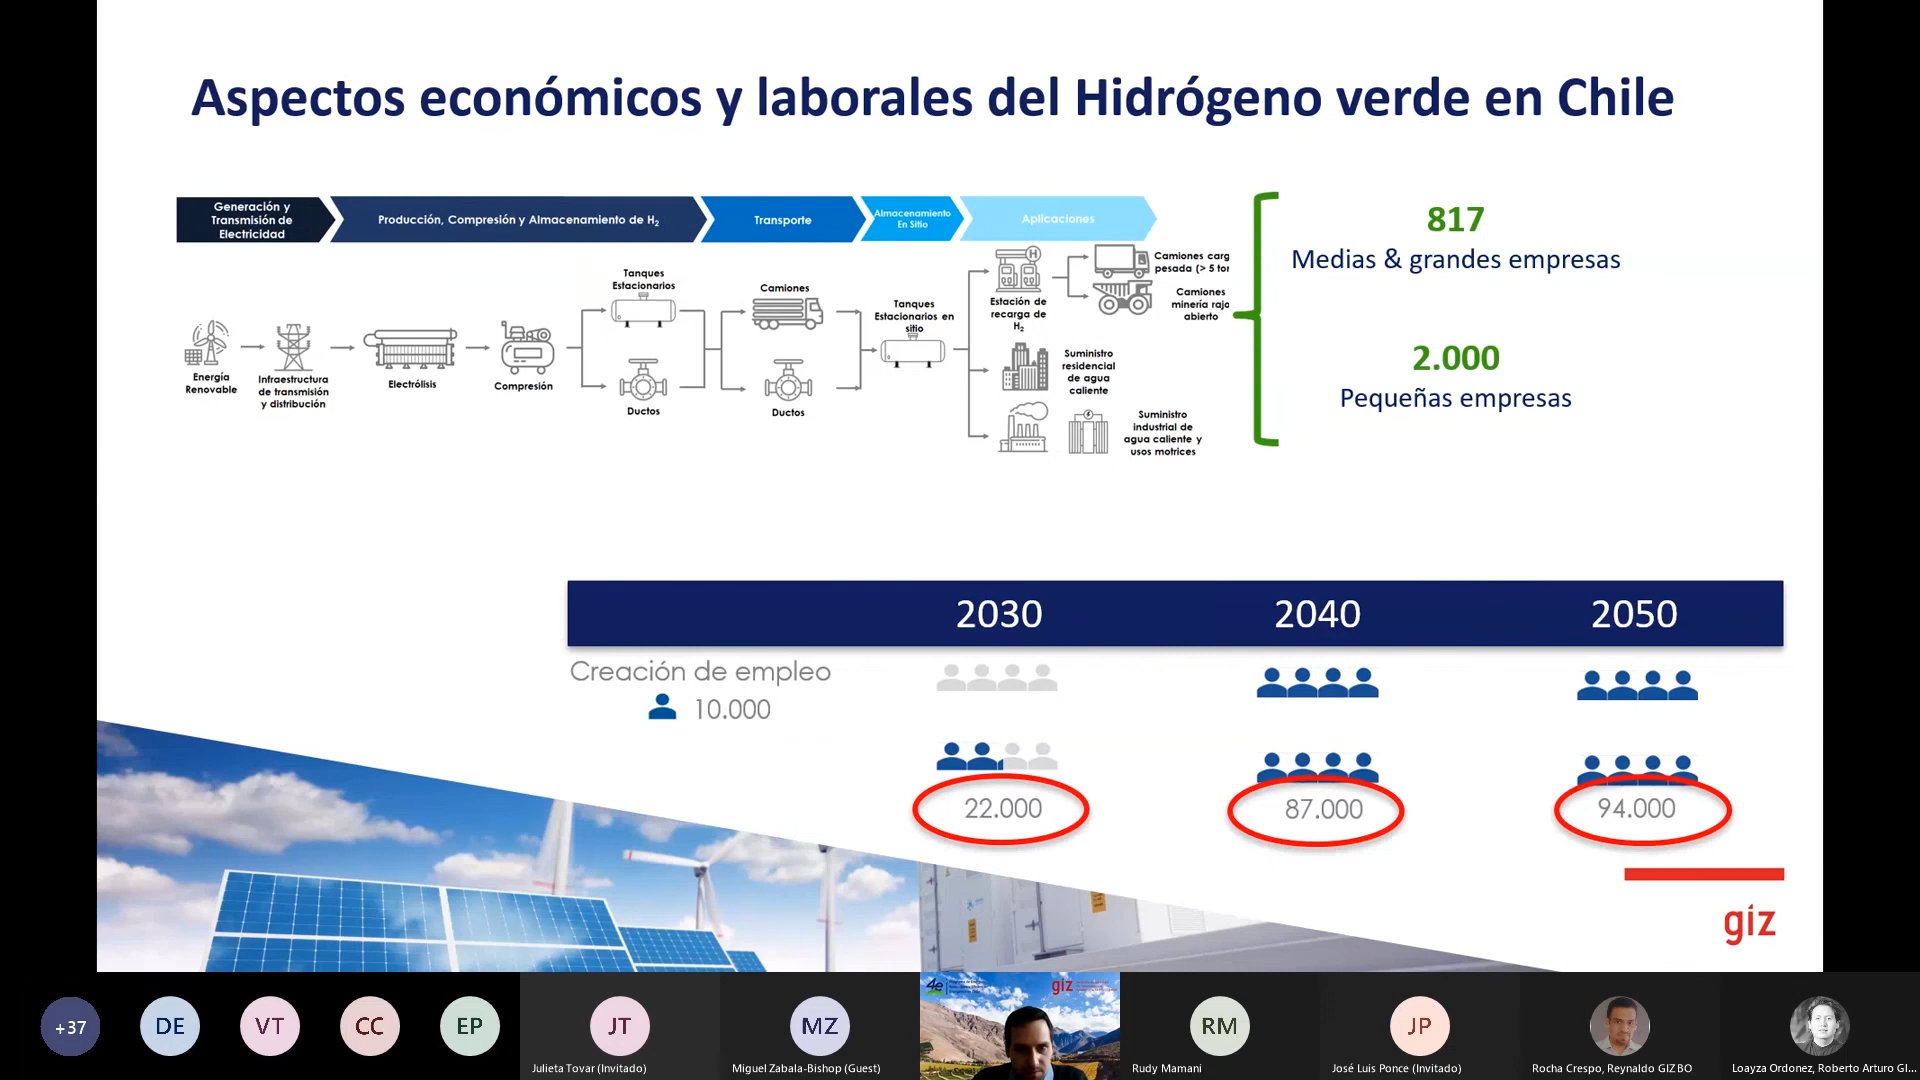 Aspectos económicos y laborales del Hidrógeno verde en Chile
Generación y
Transmisión de
Electricidad
Producción, Compresión y Almacenamiento de H₂
Transporte
Almacenamiento
En Sitio
Aplicaciones
Energía
Renovable
Infraestructura
de transmisión
y distribución
Electrólisis
Compresión
Tanques
Estacionarios
Ductos
Camiones
Ductos
Tanques
Estacionarios en
sitio
H
Estación de
recarga de
H₂
Camiones carg
pesada (> 5 tor
Camiones
minería rajo
abierto
Suministro
residencial
de agua
caliente
Suministro
industrial de
agua caliente y
usos motrices
817
Medias & grandes empresas
2.000
Pequeñas empresas
2030 2040 2050
Creación de empleo
10.000
22.000 87.000 94.000
giz
+37
DE
VT
CC
EP
JT
Julieta Tovar (Invitado)
MZ
Miguel Zabala-Bishop (Guest)
4e
giz
RM
Rudy Mamani
JP
José Luis Ponce (Invitado)
Rocha Crespo, Reynaldo GIZ BO
Loayza Ordonez, Roberto Arturo GI...